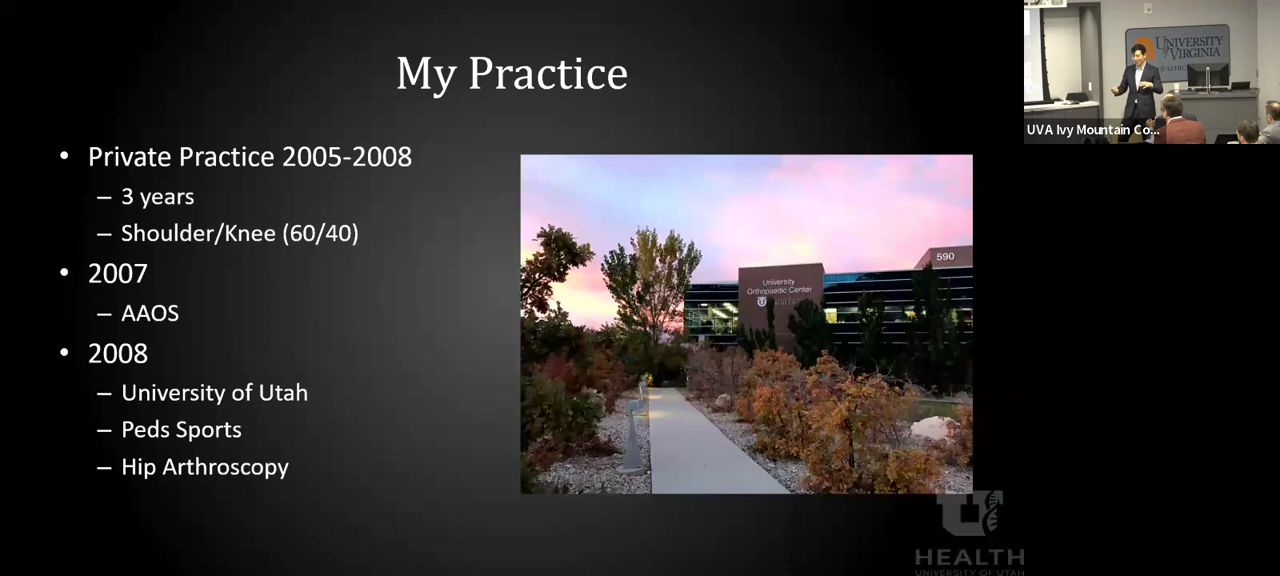 My Practice
• Private Practice 2005-2008
– 3 years
– Shoulder/Knee (60/40)
• 2007
– AAOS
• 2008
– University of Utah
– Peds Sports
– Hip Arthroscopy
590
University
Orthopaedic Center
U
HEALTH
UNIVERSITY OF UTAH
UNIVERSITY
of VIRGINIA
UVA Ivy Mountain Co...